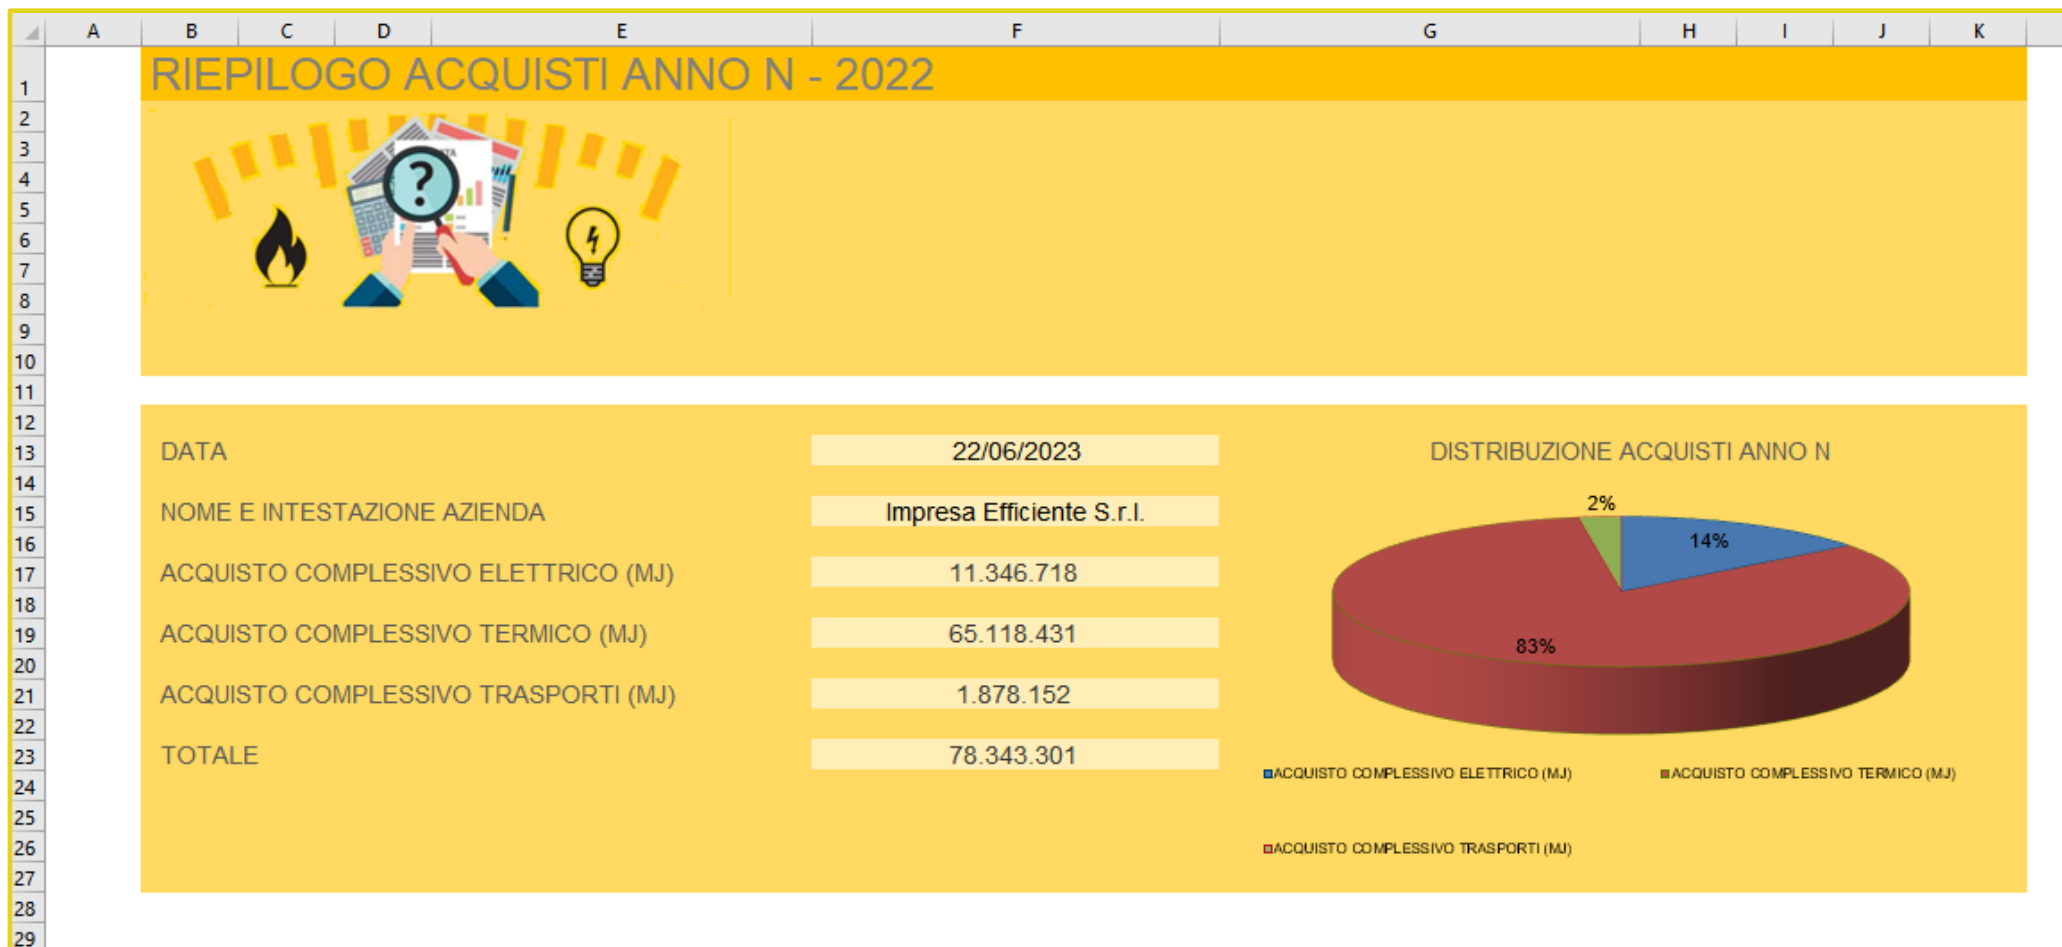 A B C D E F G H I J K
1 RIEPILOGO ACQUISTI ANNO N - 2022
2
3
4 ?
5
6
7
8
9
10
11
12
13 DATA 22/06/2023 DISTRIBUZIONE ACQUISTI ANNO N
14
15 NOME E INTESTAZIONE AZIENDA Impresa Efficiente S.r.l. 2%
16 14%
17 ACQUISTO COMPLESSIVO ELETTRICO (MJ) 11.346.718
18
19 ACQUISTO COMPLESSIVO TERMICO (MJ) 65.118.431 83%
20
21 ACQUISTO COMPLESSIVO TRASPORTI (MJ) 1.878.152
22
23 TOTALE 78.343.301
24 ACQUISTO COMPLESSIVO ELETTRICO (MJ) ACQUISTO COMPLESSIVO TERMICO (MJ)
25
26 ACQUISTO COMPLESSIVO TRASPORTI (MJ)
27
28
29